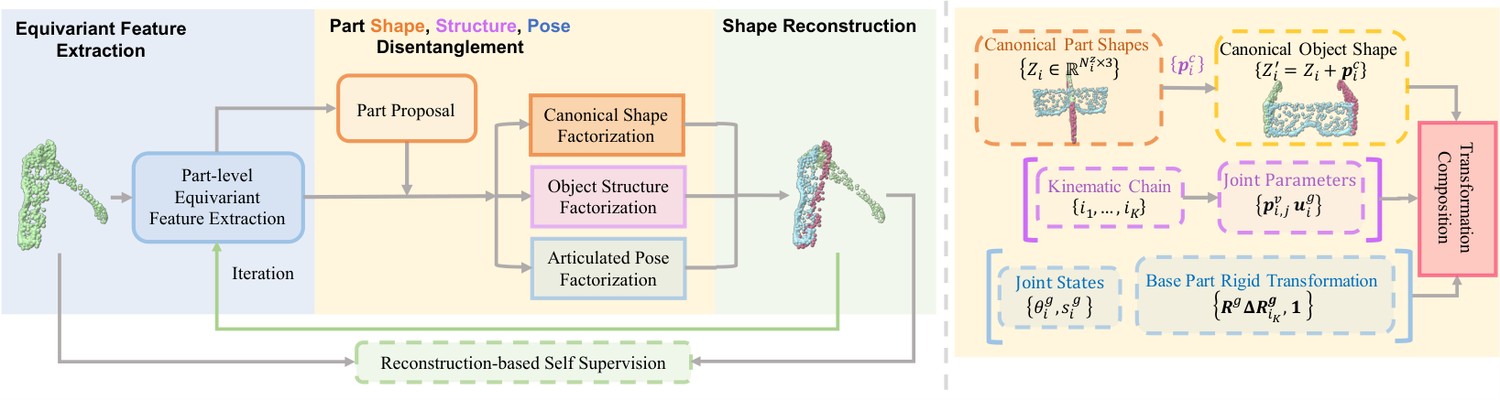 Equivariant Feature
Extraction
Part Shape, Structure, Pose
Disentanglement
Shape Reconstruction
Part Proposal
Part-level
Equivariant
Feature Extraction
Canonical Shape
Factorization
Object Structure
Factorization
Articulated Pose
Factorization
Iteration
Reconstruction-based Self Supervision
Canonical Part Shapes
{Z_i ∈ ℝ^{N_i^z×3}}
{p_i^c}
Canonical Object Shape
{Z_i' = Z_i + p_i^c}
Kinematic Chain
{i_1, ..., i_K}
Joint Parameters
{p_{i,j}^v u_i^g}
Joint States
{θ_i^g, s_i^g}
Base Part Rigid Transformation
{R^g ΔR_{i_K}^g, 1}
Transformation
Composition